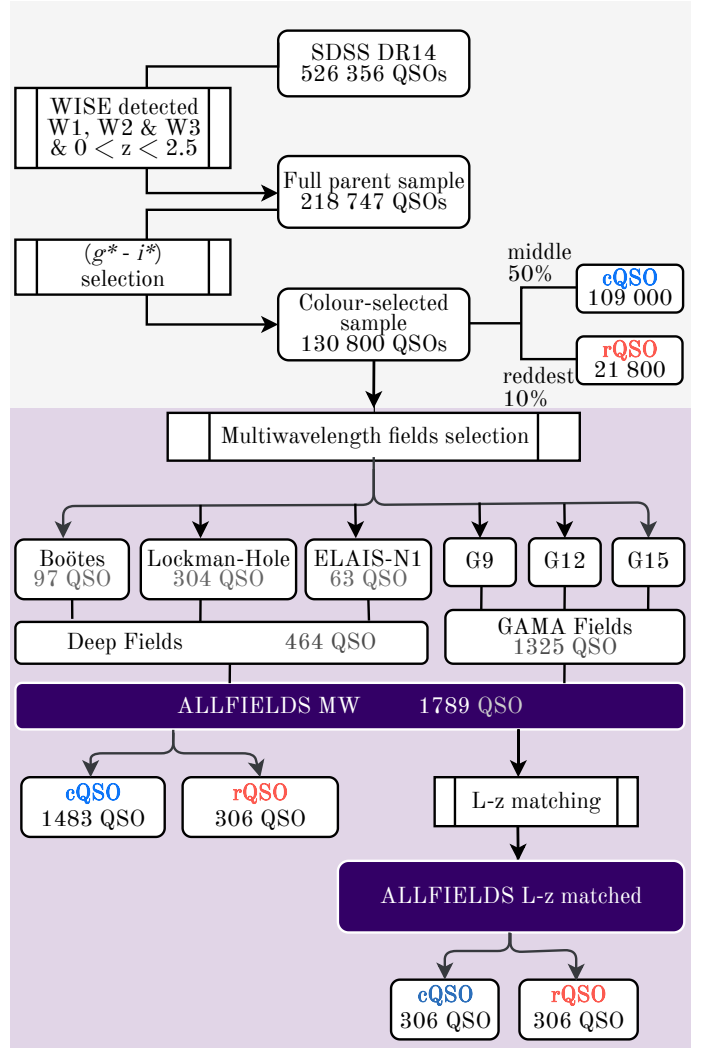 SDSS DR14
526 356 QSOs
WISE detected
W1, W2 & W3
& 0 < z < 2.5
Full parent sample
218 747 QSOs
(g* - i*)
selection
Colour-selected
sample
130 800 QSOs
middle
50%
cQSO
109 000
rQSO
21 800
reddest
10%
Multiwavelength fields selection
Boötes
97 QSO
Lockman-Hole
304 QSO
ELAIS-N1
63 QSO
G9
G12
G15
Deep Fields 464 QSO
GAMA Fields
1325 QSO
ALLFIELDS MW 1789 QSO
cQSO
1483 QSO
rQSO
306 QSO
L-z matching
ALLFIELDS L-z matched
cQSO
306 QSO
rQSO
306 QSO